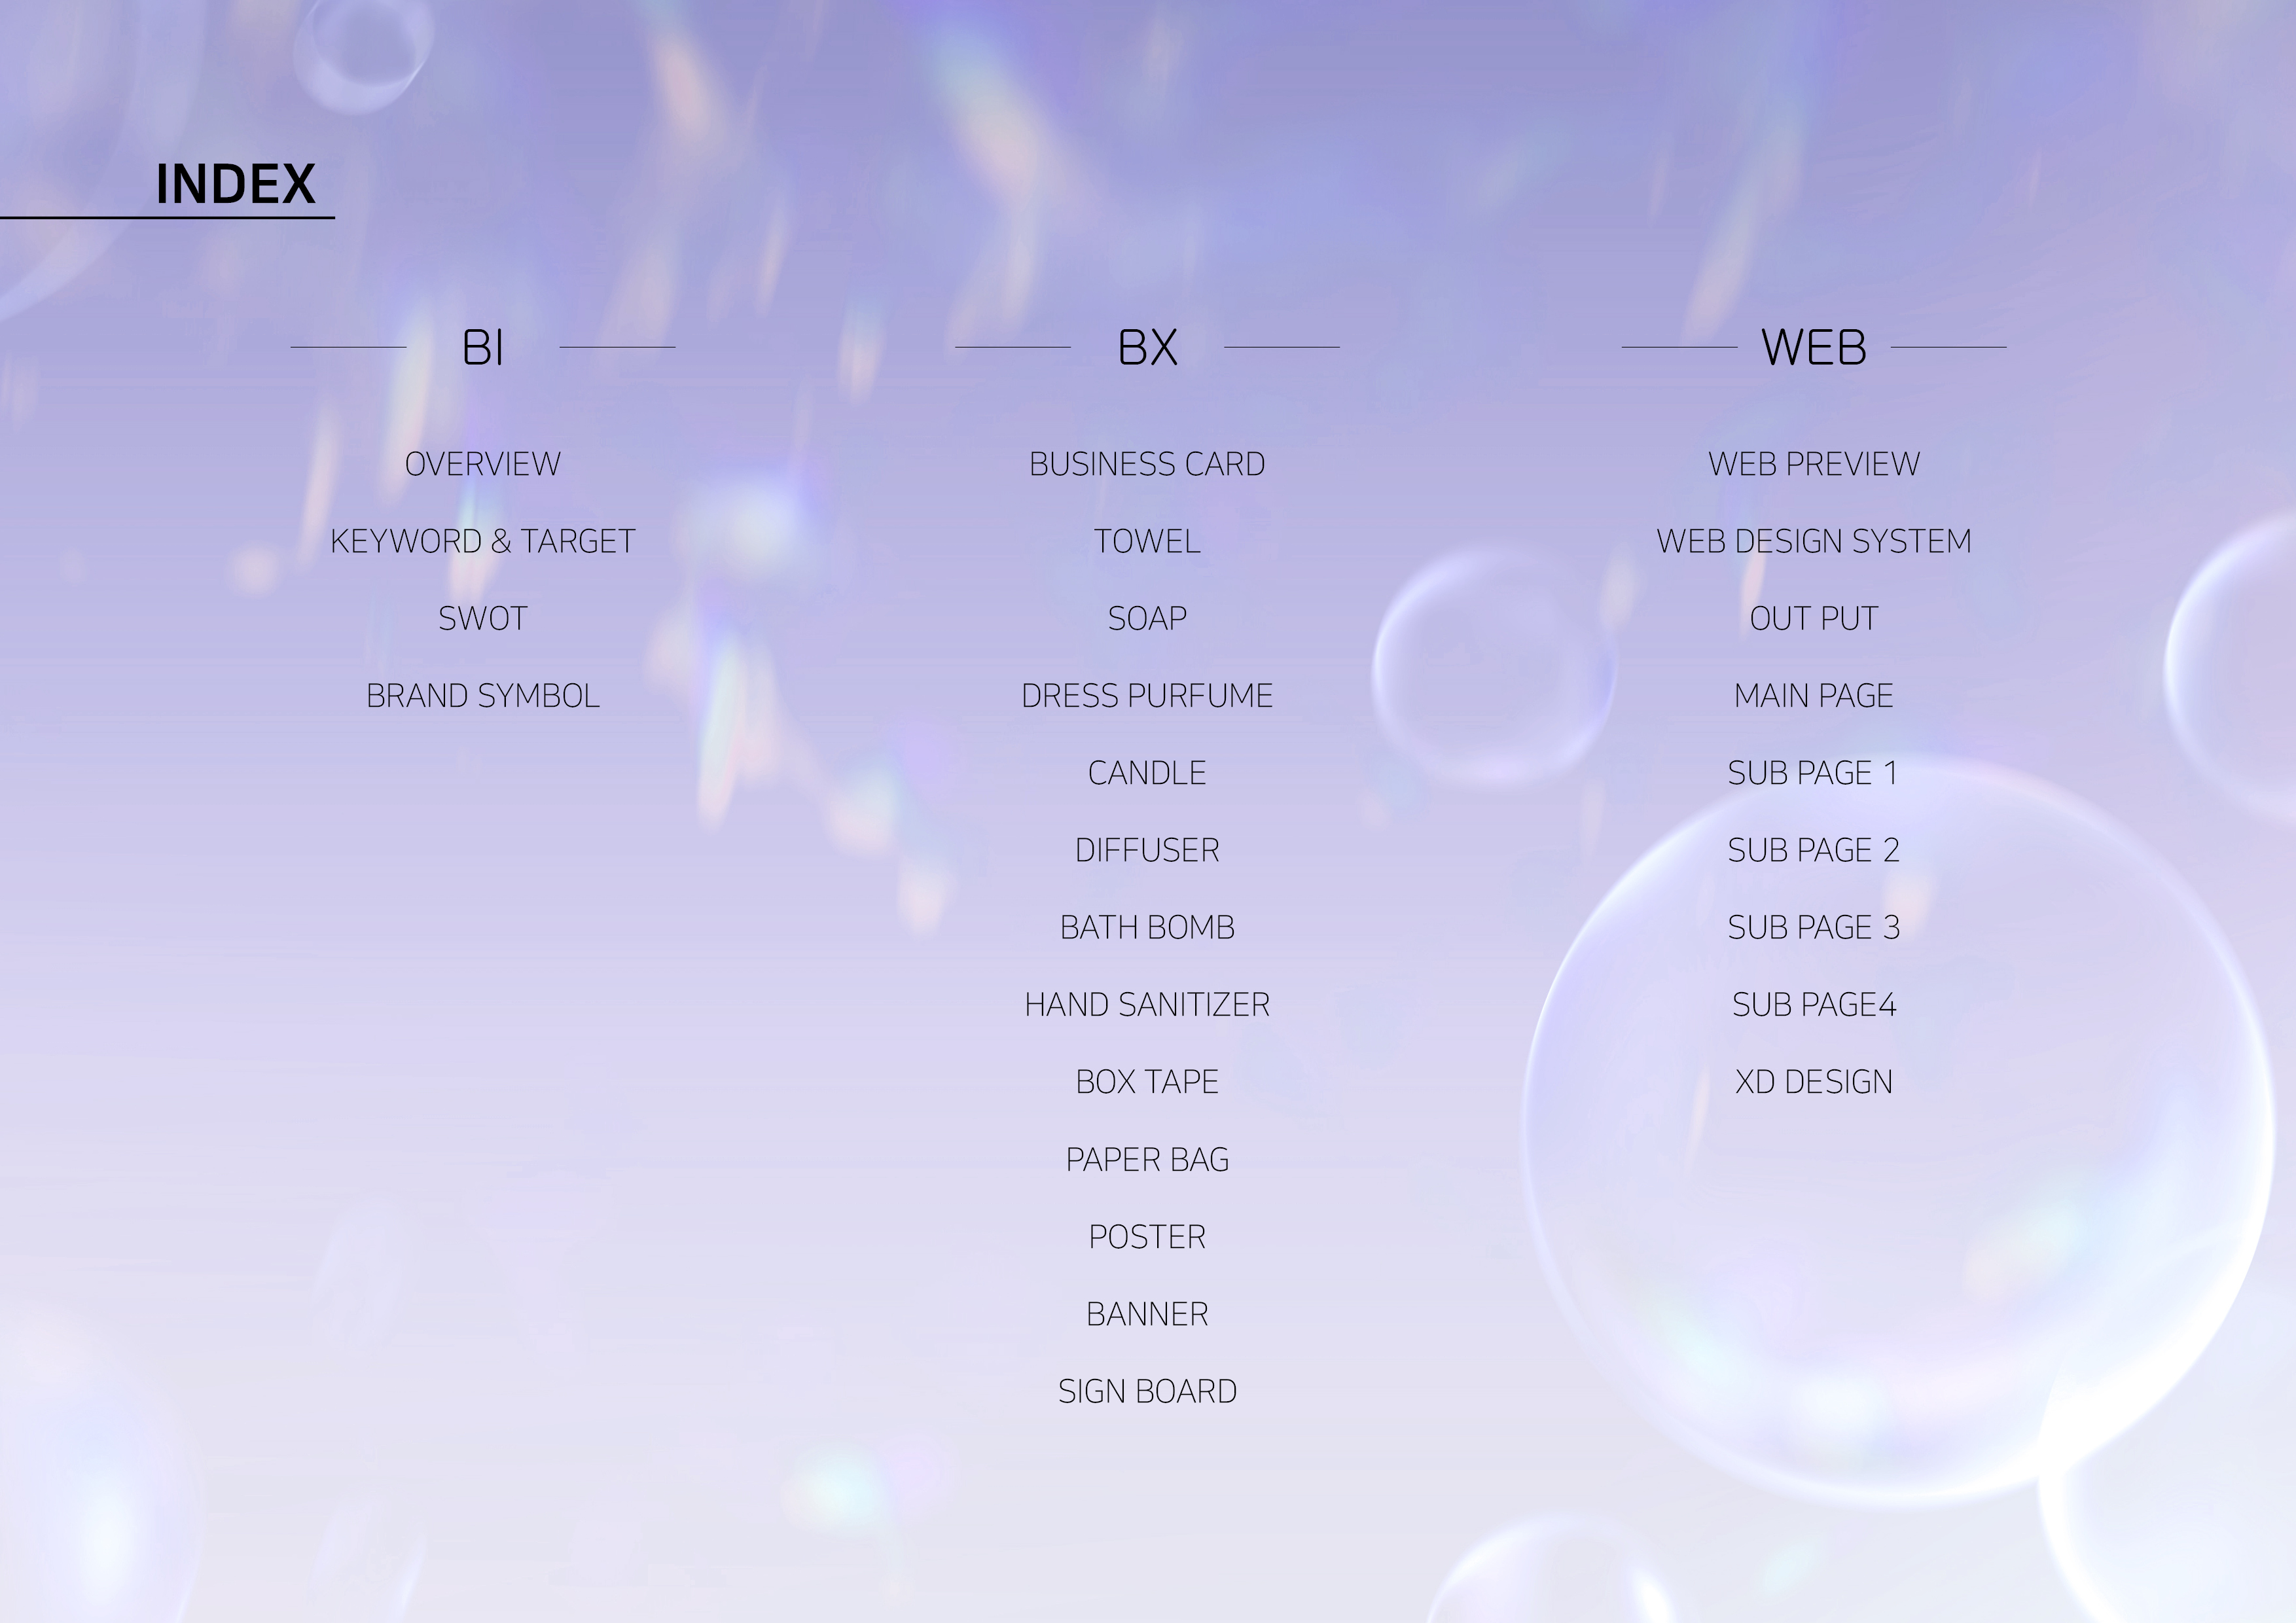 INDEX
BI
OVERVIEW
KEYWORD & TARGET
SWOT
BRAND SYMBOL
BX
BUSINESS CARD
TOWEL
SOAP
DRESS PURFUME
CANDLE
DIFFUSER
BATH BOMB
HAND SANITIZER
BOX TAPE
PAPER BAG
POSTER
BANNER
SIGN BOARD
WEB
WEB PREVIEW
WEB DESIGN SYSTEM
OUT PUT
MAIN PAGE
SUB PAGE 1
SUB PAGE 2
SUB PAGE 3
SUB PAGE4
XD DESIGN